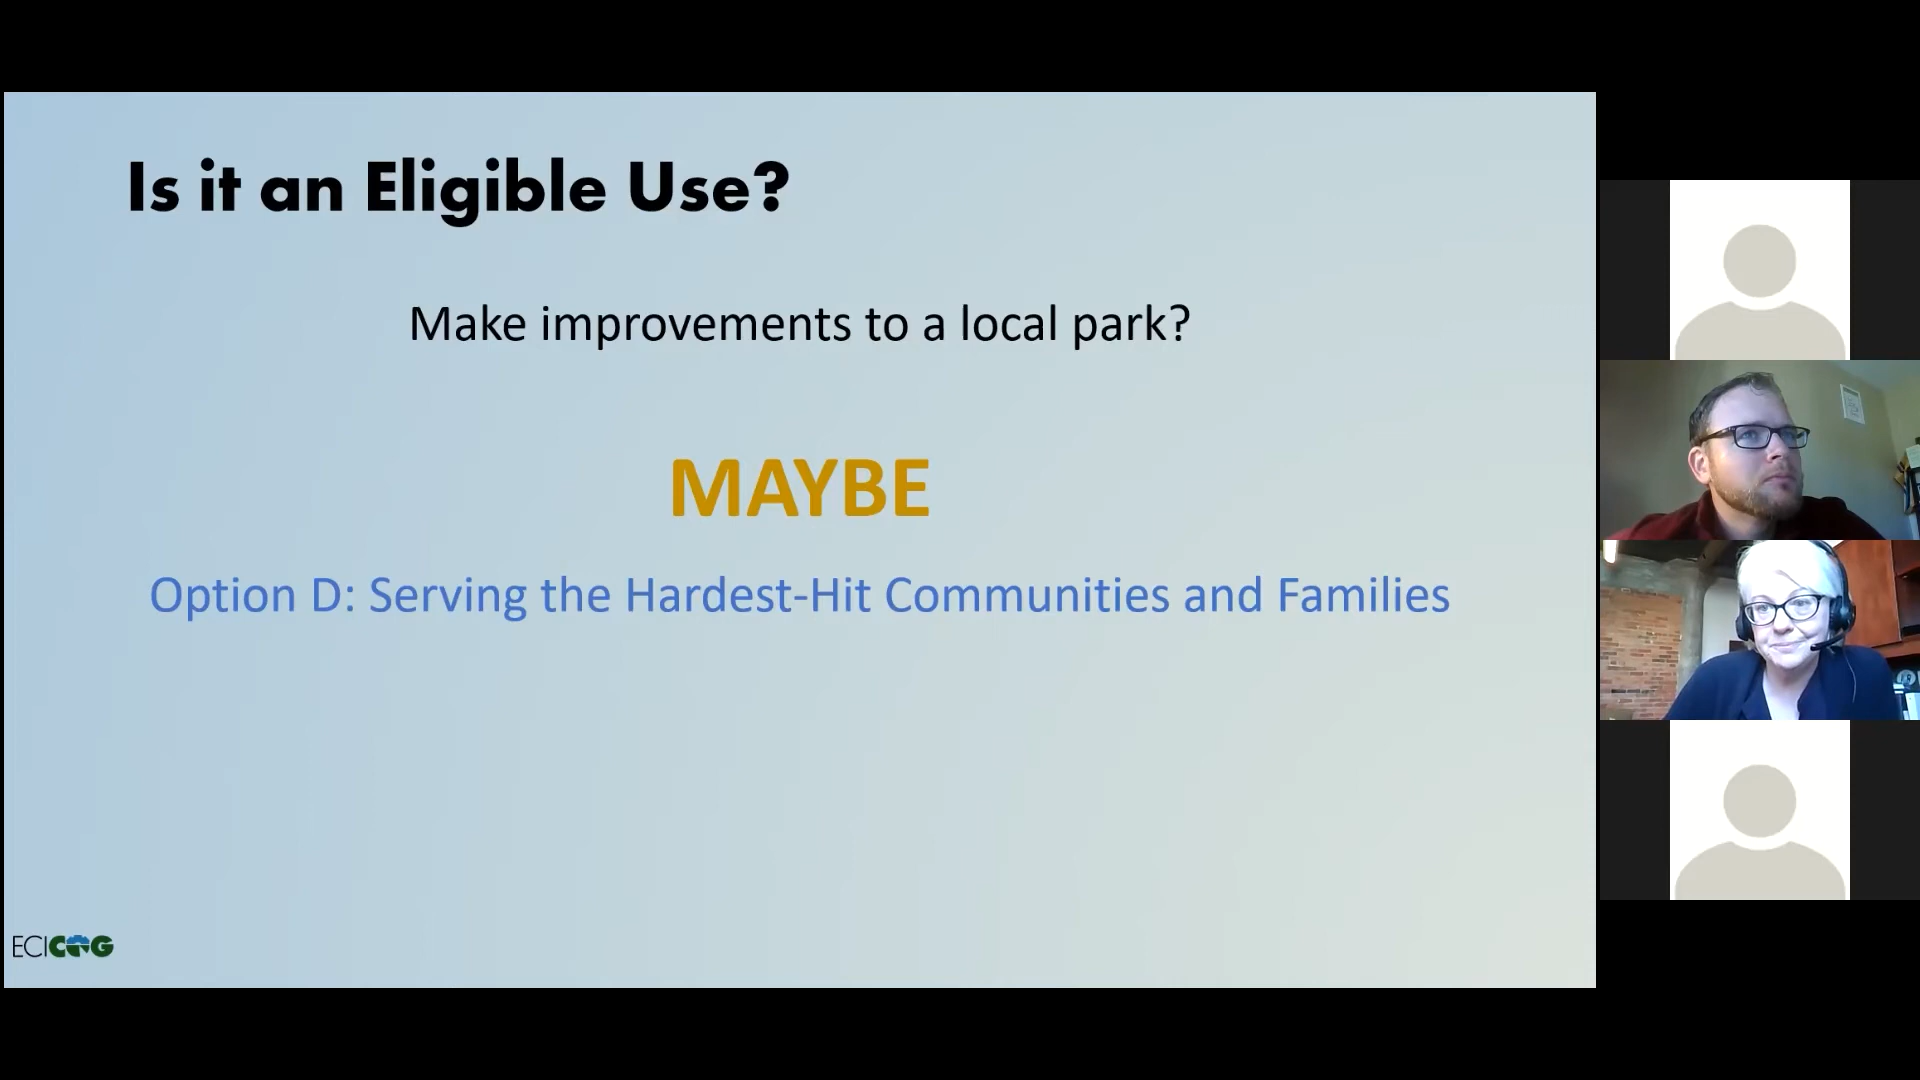 Is it an Eligible Use?
Make improvements to a local park?
MAYBE
Option D: Serving the Hardest-Hit Communities and Families
ECICOG